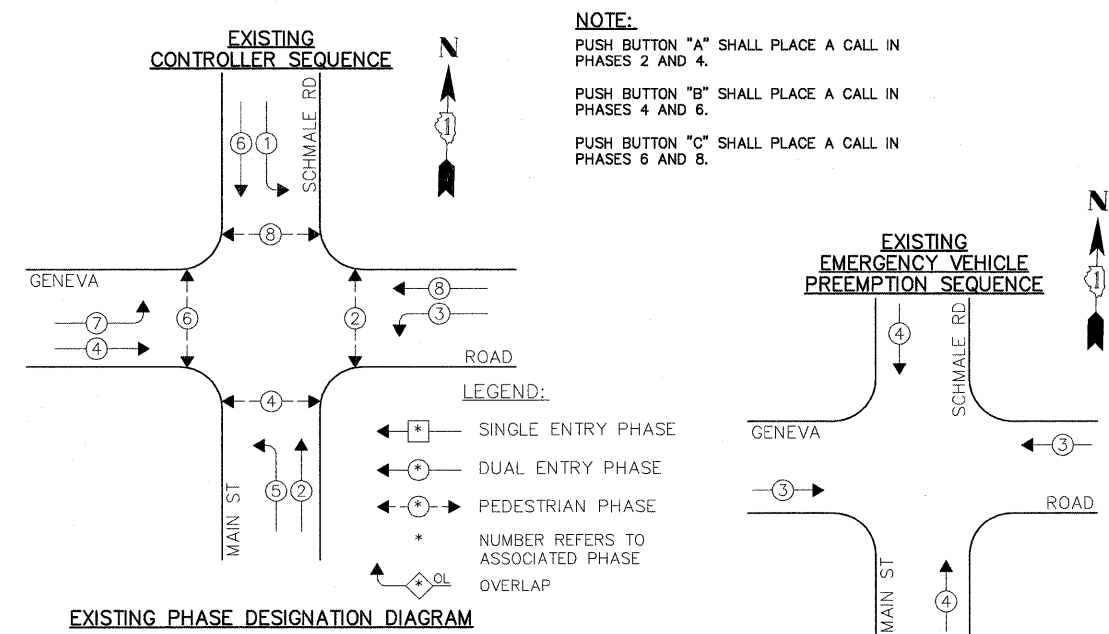 EXISTING
CONTROLLER SEQUENCE
N
1
SCHMALE RD
6
1
8
GENEVA
7
4
6
2
8
3
ROAD
4
5
2
MAIN ST
NOTE:
PUSH BUTTON "A" SHALL PLACE A CALL IN
PHASES 2 AND 4.
PUSH BUTTON "B" SHALL PLACE A CALL IN
PHASES 4 AND 6.
PUSH BUTTON "C" SHALL PLACE A CALL IN
PHASES 6 AND 8.
LEGEND:
* SINGLE ENTRY PHASE
* DUAL ENTRY PHASE
* PEDESTRIAN PHASE
* NUMBER REFERS TO
ASSOCIATED PHASE
* OL OVERLAP
EXISTING PHASE DESIGNATION DIAGRAM
N
1
EXISTING
EMERGENCY VEHICLE
PREEMPTION SEQUENCE
4
SCHMALE RD
GENEVA
3
3
ROAD
MAIN ST
4